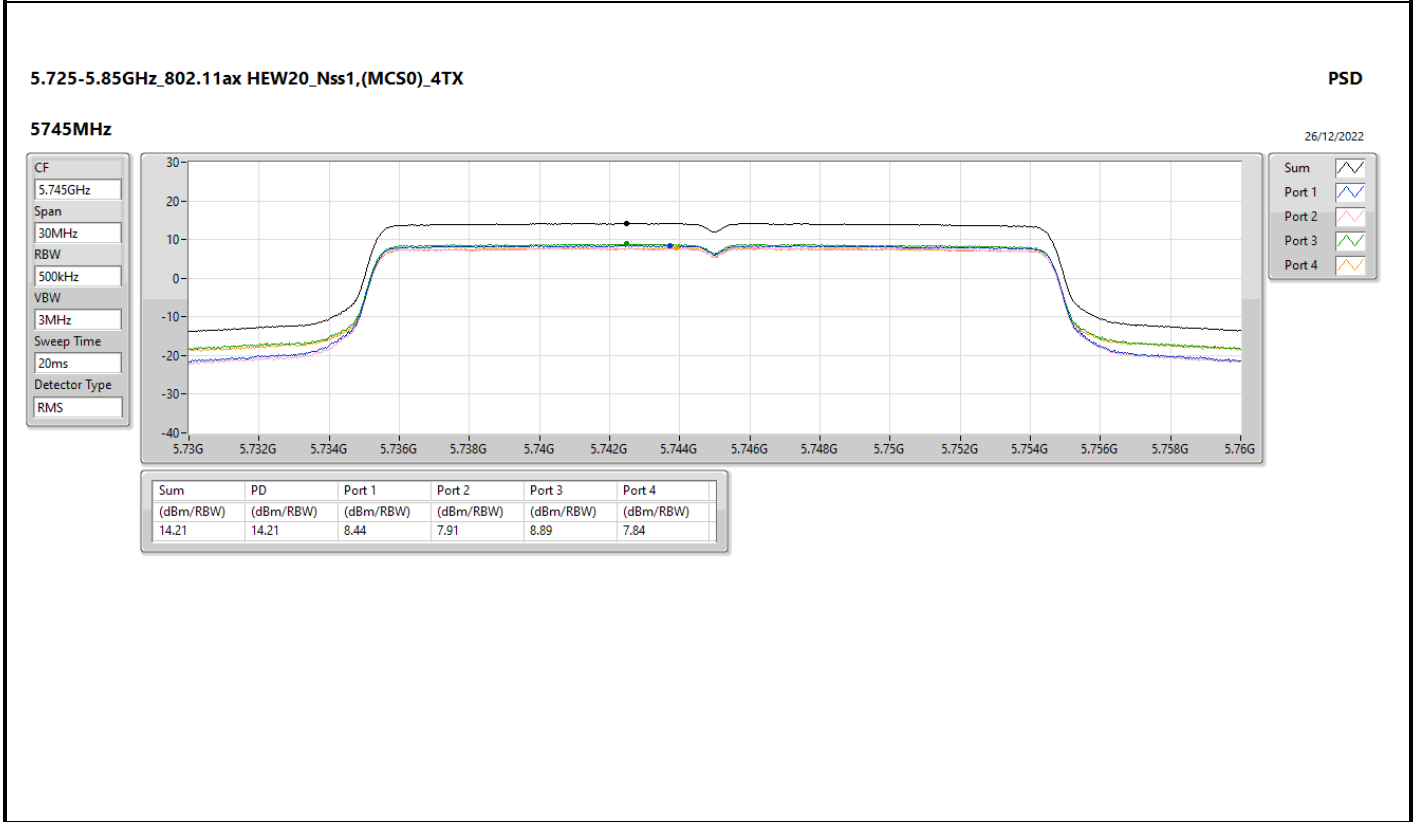 5.725-5.85GHz_802.11ax HEW20_Nss1,(MCS0)_4TX
PSD
5745MHz
26/12/2022
CF
5.745GHz
Span
30MHz
RBW
500kHz
VBW
3MHz
Sweep Time
20ms
Detector Type
RMS
30
20
10
0
-10
-20
-30
-40
5.73G 5.732G 5.734G 5.736G 5.738G 5.74G 5.742G 5.744G 5.746G 5.748G 5.75G 5.752G 5.754G 5.756G 5.758G 5.76G
Sum
Port 1
Port 2
Port 3
Port 4
Sum PD Port 1 Port 2 Port 3 Port 4
(dBm/RBW) (dBm/RBW) (dBm/RBW) (dBm/RBW) (dBm/RBW) (dBm/RBW)
14.21 14.21 8.44 7.91 8.89 7.84